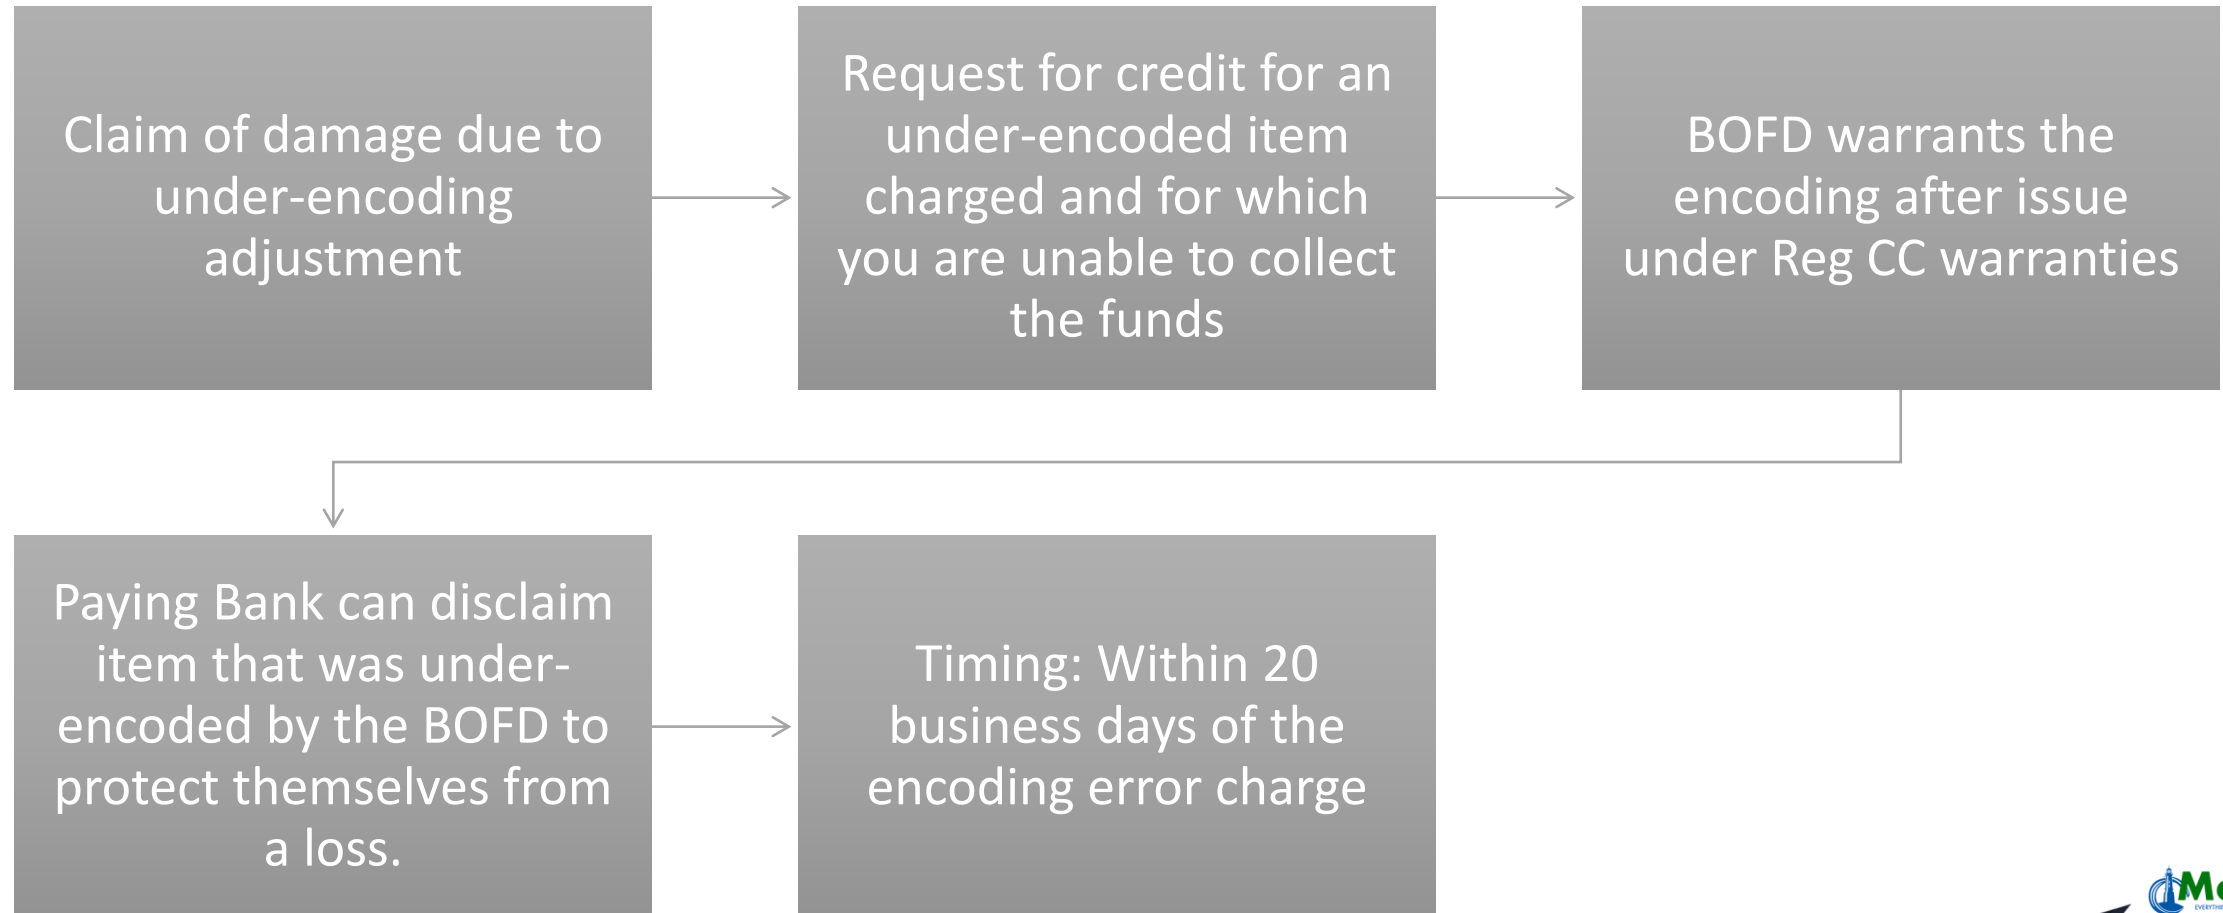 Claim of damage due to
under-encoding
adjustment
Request for credit for an
under-encoded item
charged and for which
you are unable to collect
the funds
BOFD warrants the
encoding after issue
under Reg CC warranties
Paying Bank can disclaim
item that was under-
encoded by the BOFD to
protect themselves from
a loss.
Timing: Within 20
business days of the
encoding error charge